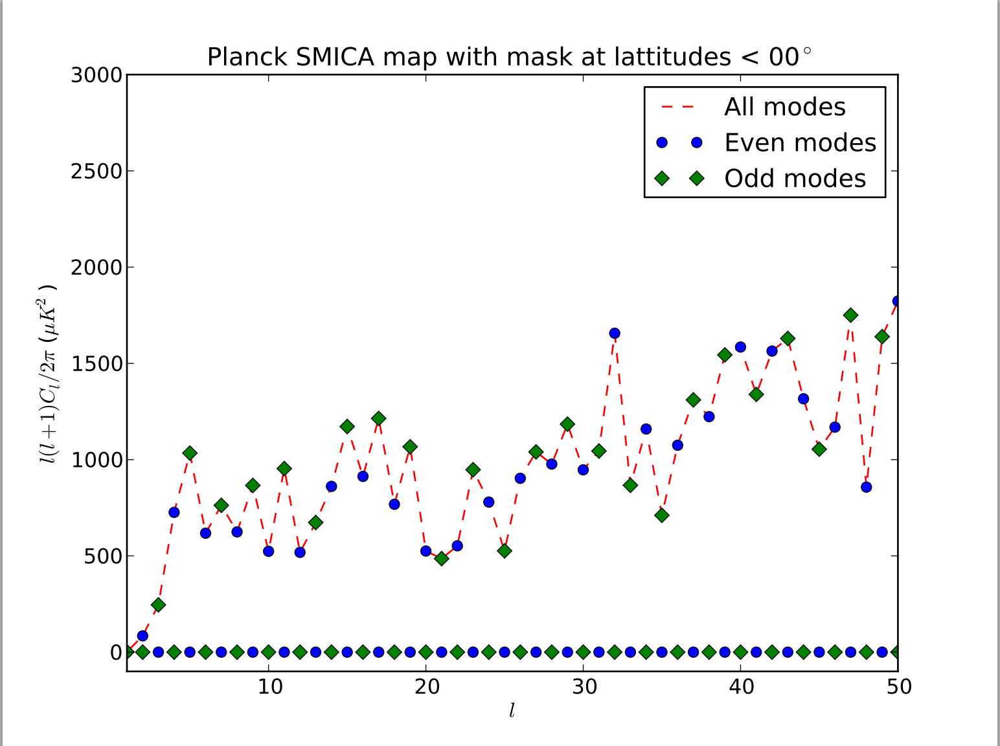 Planck SMICA map with mask at lattitudes < 00°
All modes
Even modes
Odd modes
3000
2500
2000
1500
1000
500
0
l(l+1)C_l/2π (μK²)
10 20 30 40 50
l